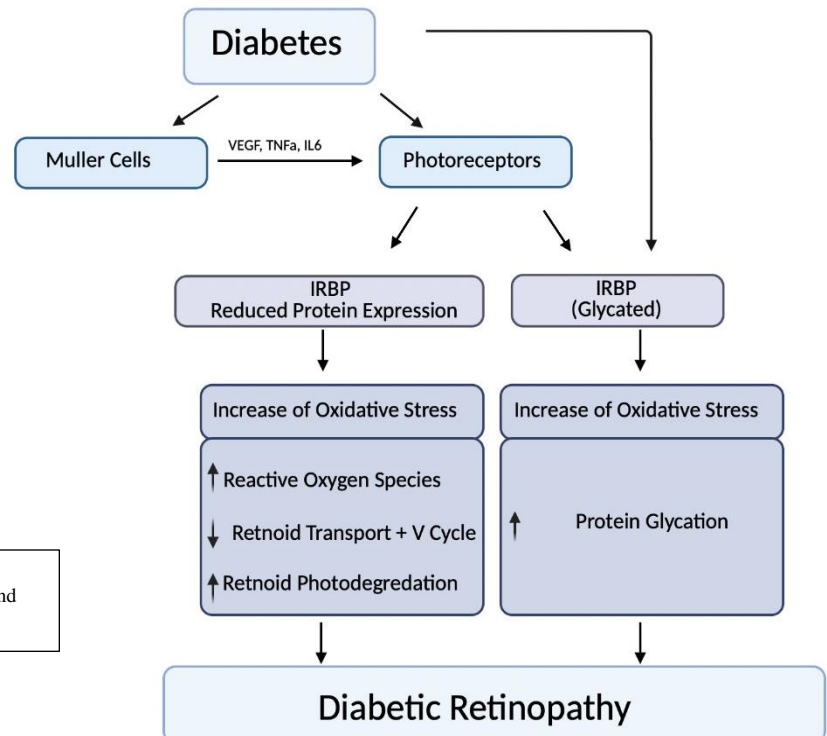 Diabetes
Muller Cells
VEGF, TNFa, IL6
Photoreceptors
IRBP
Reduced Protein Expression
IRBP
(Glycated)
Increase of Oxidative Stress
Increase of Oxidative Stress
Reactive Oxygen Species
Retnoid Transport + V Cycle
Retnoid Photodegredation
Protein Glycation
Diabetic Retinopathy